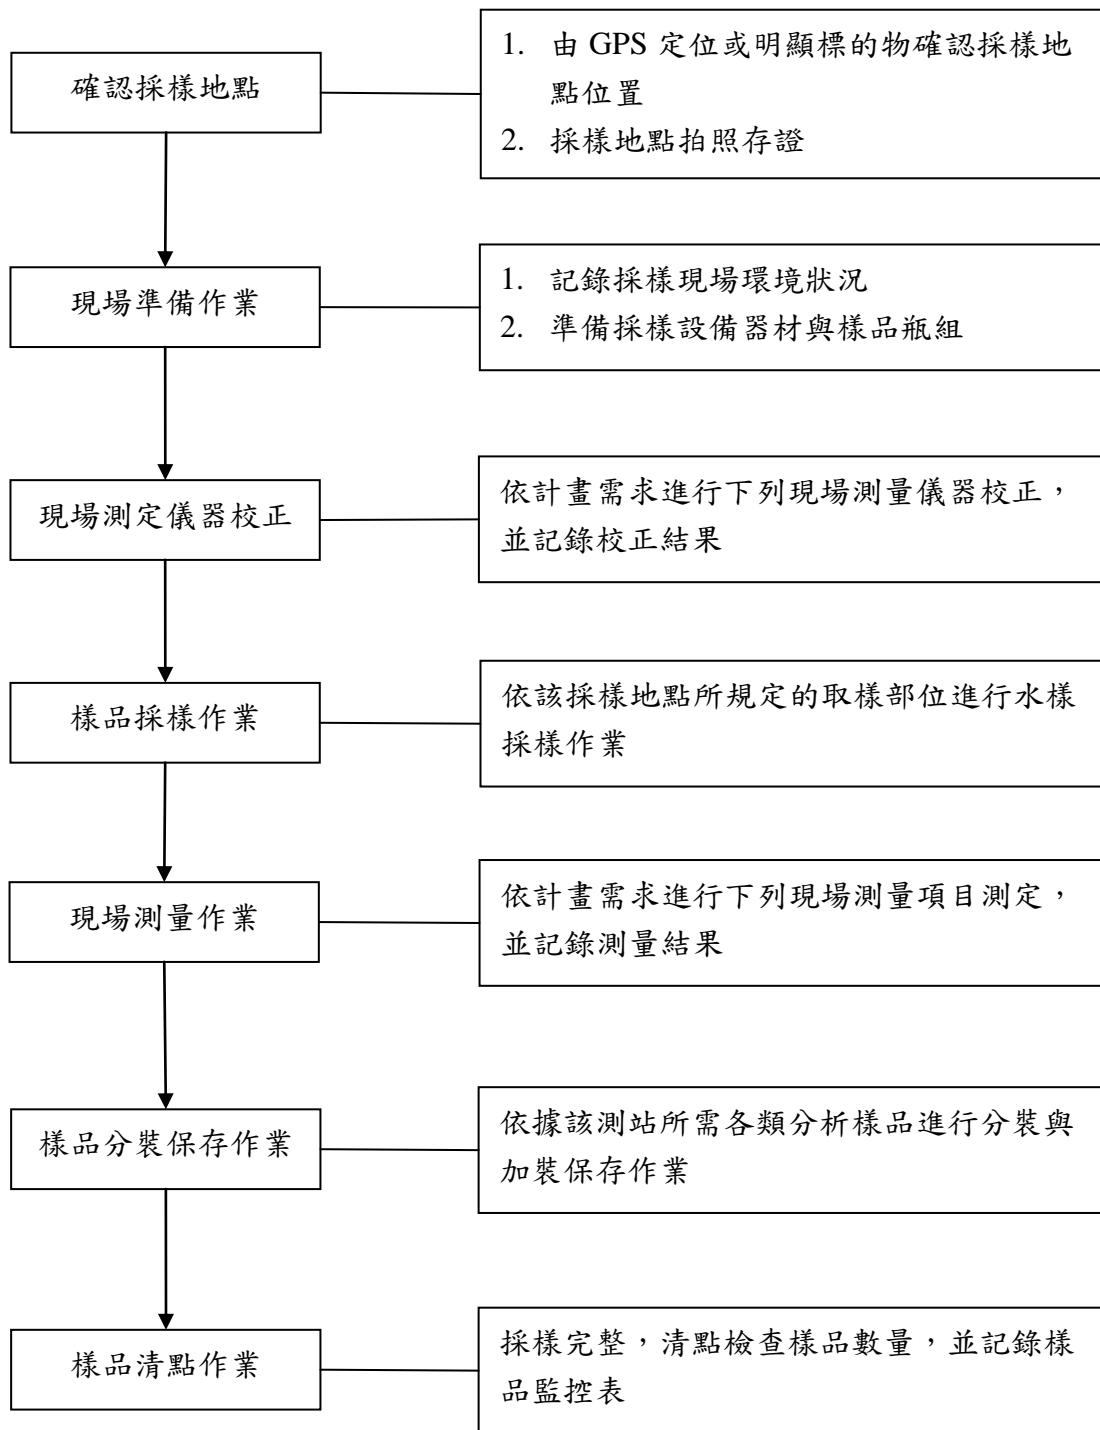 確認採樣地點
1. 由 GPS 定位或明顯標的物確認採樣地
點位置
2. 採樣地點拍照存證
現場準備作業
1. 記錄採樣現場環境狀況
2. 準備採樣設備器材與樣品瓶組
現場測定儀器校正
依計畫需求進行下列現場測量儀器校正，
並記錄校正結果
樣品採樣作業
依該採樣地點所規定的取樣部位進行水樣
採樣作業
現場測量作業
依計畫需求進行下列現場測量項目測定，
並記錄測量結果
樣品分裝保存作業
依據該測站所需各類分析樣品進行分裝與
加裝保存作業
樣品清點作業
採樣完整，清點檢查樣品數量，並記錄樣
品監控表